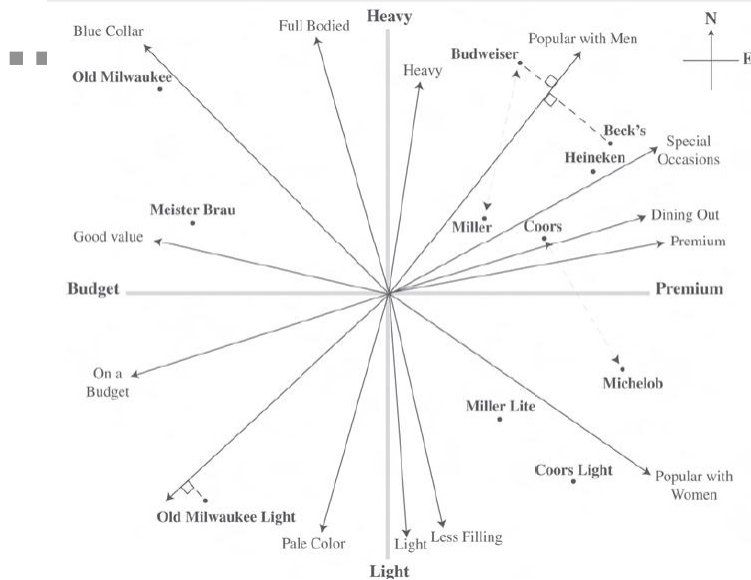 Heavy
N
Blue Collar
Full Bodied
Popular with Men
Budweiser
E
Old Milwaukee
Heavy
Beck's
Special
Occasions
Heineken
Meister Brau
Miller
Coors
Dining Out
Good value
Premium
Budget
Premium
On a
Budget
Michelob
Miller Lite
Coors Light
Popular with
Women
Old Milwaukee Light
Pale Color
Light
Less Filling
Light